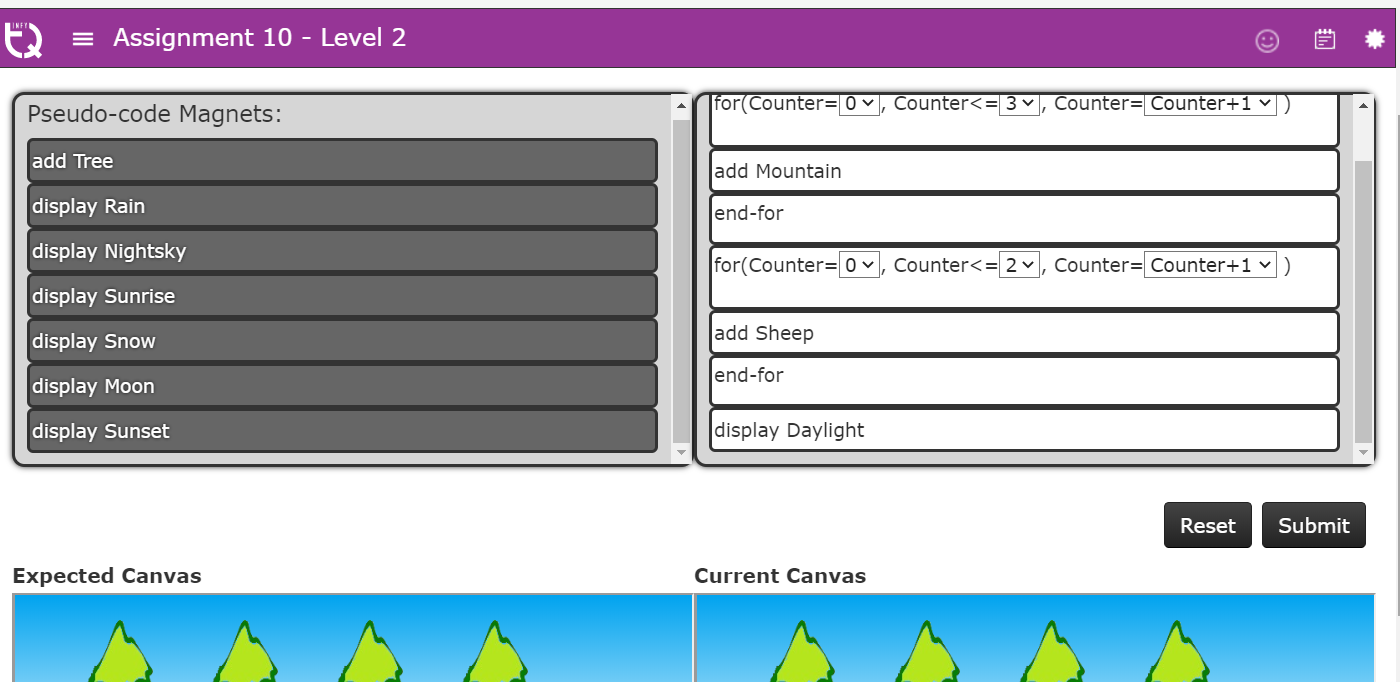 INFY
TQ
Assignment 10 - Level 2
Pseudo-code Magnets:
add Tree
display Rain
display Nightsky
display Sunrise
display Snow
display Moon
display Sunset
for(Counter= 0 , Counter<= 3 , Counter= Counter+1 )
add Mountain
end-for
for(Counter= 0 , Counter<= 2 , Counter= Counter+1 )
add Sheep
end-for
display Daylight
Reset Submit
Expected Canvas
Current Canvas